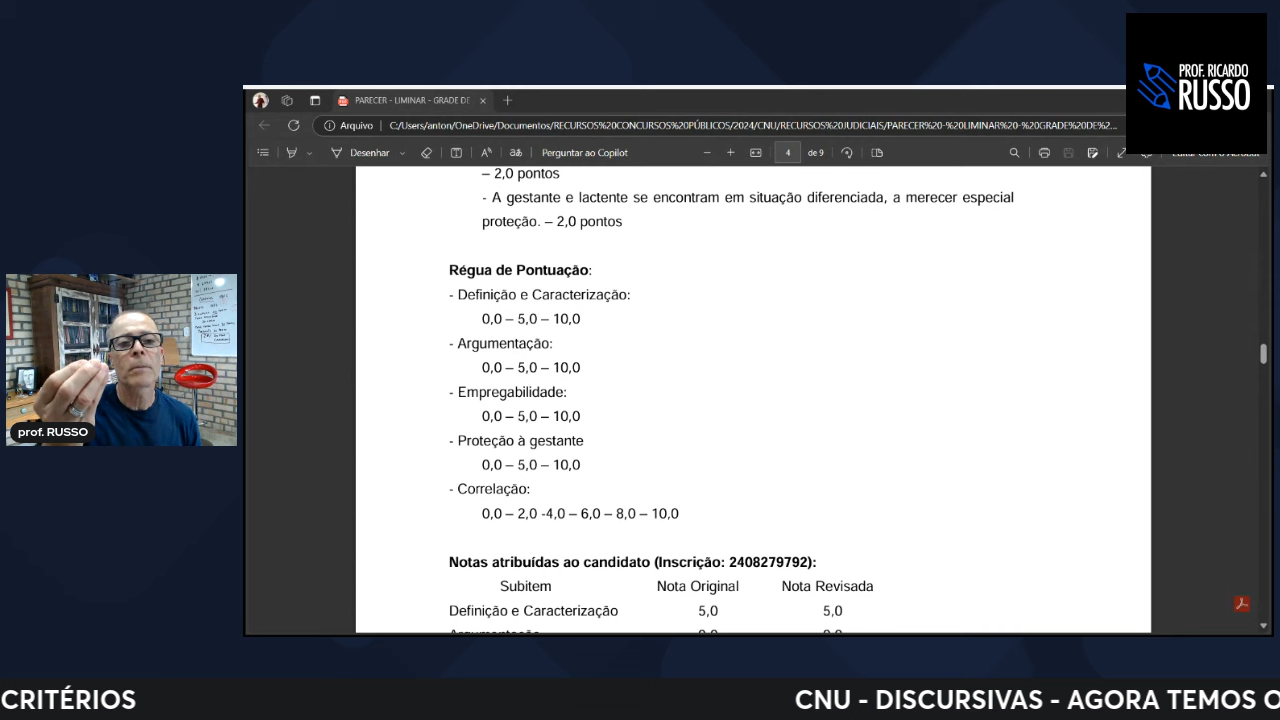 PROF. RICARDO
RUSSO
PARECER - LIMINAR - GRADE DE
Arquivo
C:/Users/anton/OneDrive/Documentos/RECURSOS%20CONCURSOS%20PÚBLICOS/2024/CNU/RECURSOS%20JUDICIAIS/PARECER%20-%20LIMINAR%20-%20GRADE%20DE%2...
Desenhar
Perguntar ao Copilot
4 de 9
– 2,0 pontos
- A gestante e lactente se encontram em situação diferenciada, a merecer especial
proteção. – 2,0 pontos
Régua de Pontuação:
- Definição e Caracterização:
0,0 – 5,0 – 10,0
- Argumentação:
0,0 – 5,0 – 10,0
- Empregabilidade:
0,0 – 5,0 – 10,0
- Proteção à gestante
0,0 – 5,0 – 10,0
- Correlação:
0,0 – 2,0 -4,0 – 6,0 – 8,0 – 10,0
Notas atribuídas ao candidato (Inscrição: 2408279792):
Subitem Nota Original Nota Revisada
Definição e Caracterização 5,0 5,0
prof. RUSSO
CRITÉRIOS
CNU - DISCURSIVAS - AGORA TEMOS O